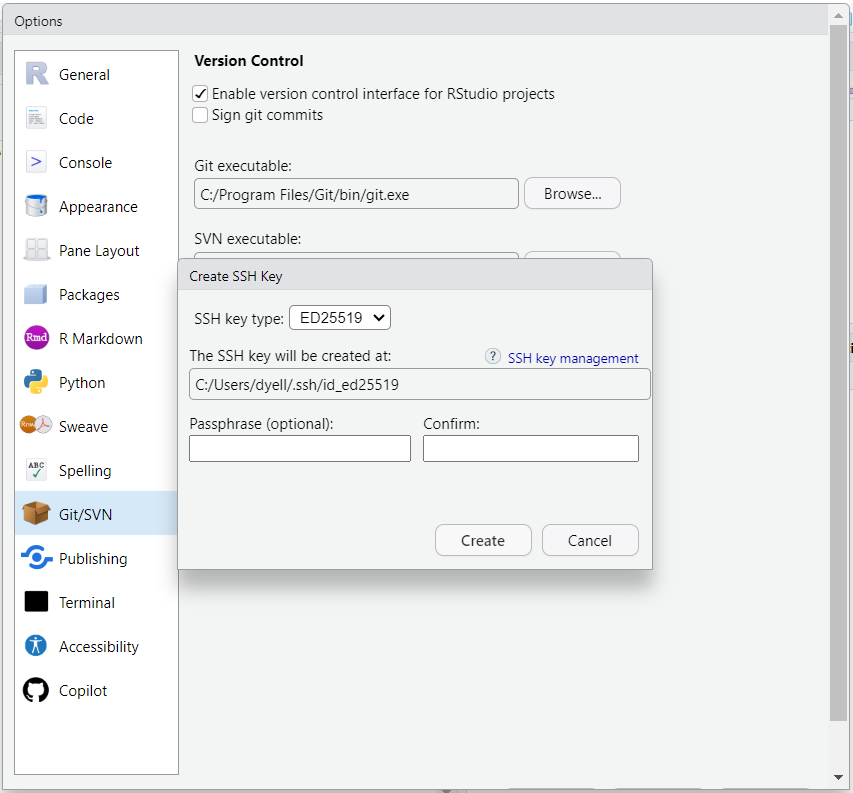 Options
General
Code
Console
Appearance
Pane Layout
Packages
Rmd R Markdown
Python
Rnw Sweave
ABC Spelling
Git/SVN
Publishing
Terminal
Accessibility
Copilot
Version Control
Enable version control interface for RStudio projects
Sign git commits
Git executable:
C:/Program Files/Git/bin/git.exe Browse...
SVN executable:
Create SSH Key
SSH key type: ED25519
The SSH key will be created at: ? SSH key management
C:/Users/dyell/.ssh/id_ed25519
Passphrase (optional): Confirm:
Create Cancel